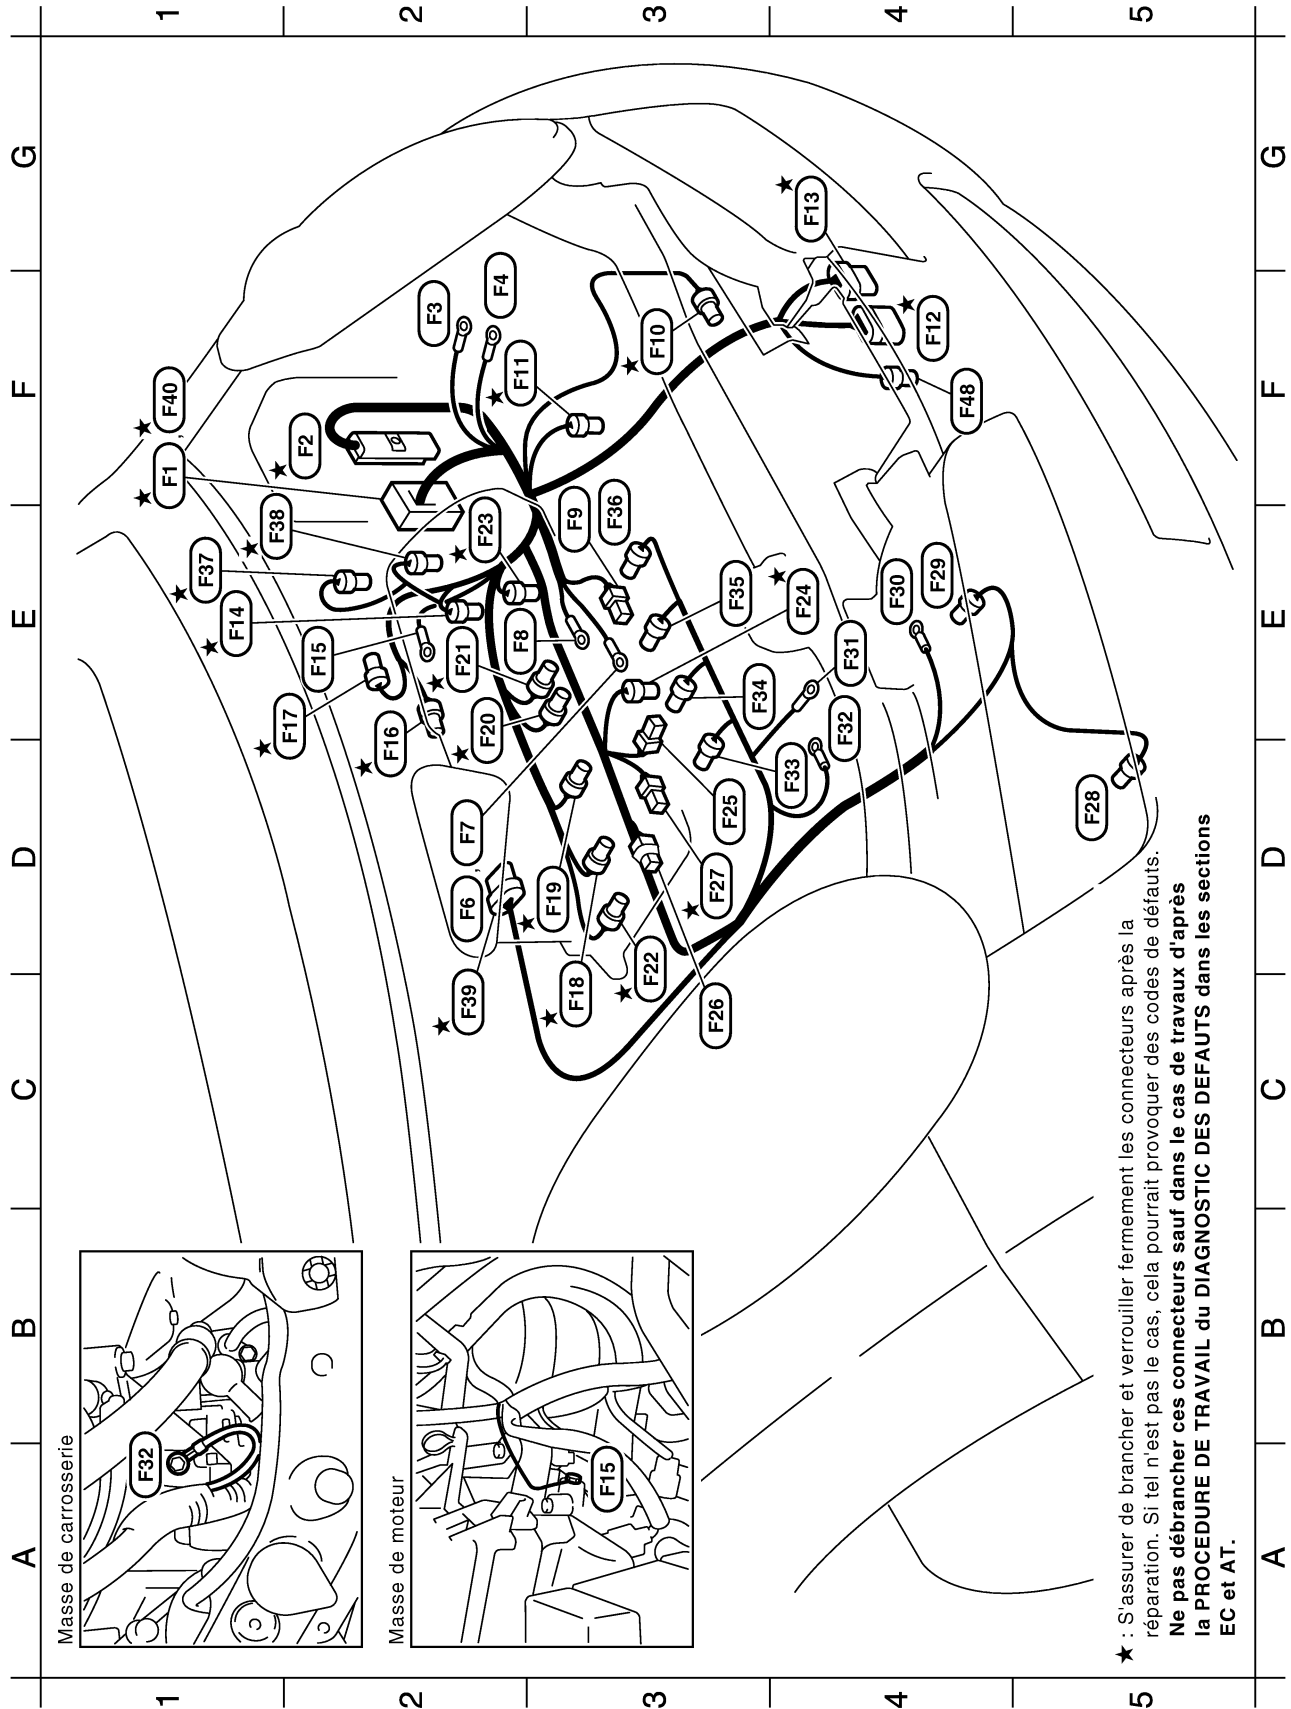 A B C D E F G
1
2
3
4
5
1
2
3
4
5
A B C D E F G
Masse de carrosserie
F32
Masse de moteur
F15
★ F40
★ F1
★ F37
★ F14
★ F38
★ F2
★ F17
F15
★ F16
F3
F4
F39 ★
F6 ,
F7
F21 ★
F20 ★
F23 ★
F8
F11 ★
F19 ★
F18 ★
F9
F36
F22 ★
F10 ★
F26
F27 ★
F25
F35
F34
F24 ★
F33
F32
F31
F13 ★
F30
F29
F12 ★
F48
F28
★ : S'assurer de brancher et verrouiller fermement les connecteurs après la
réparation. Si tel n'est pas le cas, cela pourrait provoquer des codes de défauts.
Ne pas débrancher ces connecteurs sauf dans le cas de travaux d'après
la PROCEDURE DE TRAVAIL du DIAGNOSTIC DES DEFAUTS dans les sections
EC et AT.